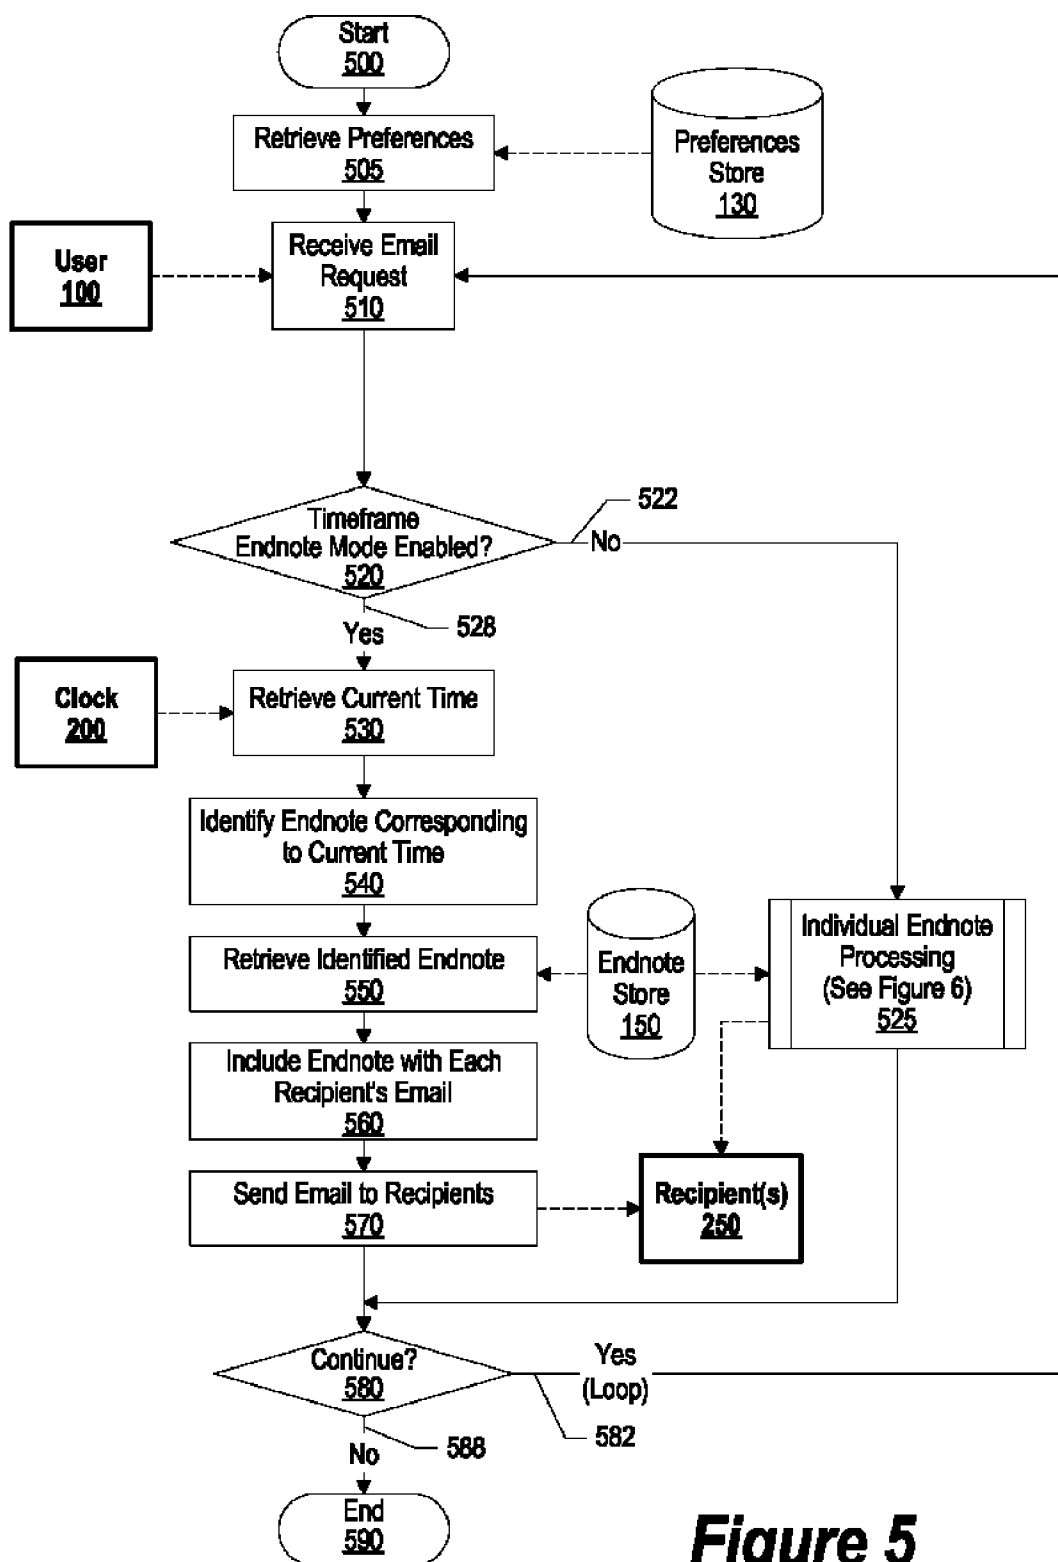 Start
500
Retrieve Preferences
505
Preferences
Store
130
User
100
Receive Email
Request
510
Timeframe
Endnote Mode Enabled?
520
522
No
528
Yes
Clock
200
Retrieve Current Time
530
Identify Endnote Corresponding
to Current Time
540
Retrieve Identified Endnote
550
Endnote
Store
150
Individual Endnote
Processing
(See Figure 6)
525
Include Endnote with Each
Recipient's Email
560
Send Email to Recipients
570
Recipient(s)
250
Continue?
580
Yes
(Loop)
582
588
No
End
590
Figure 5